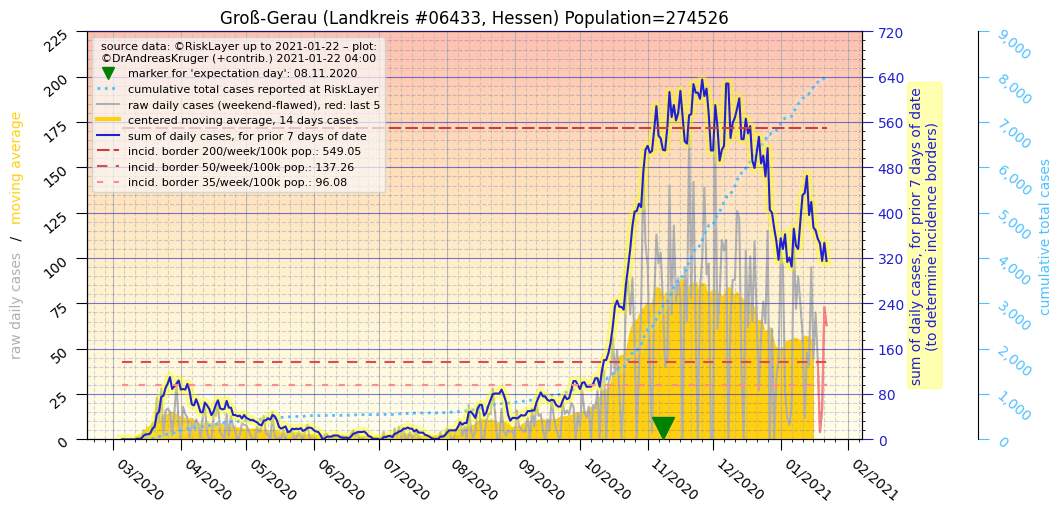 Groß-Gerau (Landkreis #06433, Hessen) Population=274526
source data: ©RiskLayer up to 2021-01-22 – plot:
©DrAndreasKruger (+contrib.) 2021-01-22 04:00
marker for 'expectation day': 08.11.2020
cumulative total cases reported at RiskLayer
raw daily cases (weekend-flawed), red: last 5
centered moving average, 14 days cases
sum of daily cases, for prior 7 days of date
incid. border 200/week/100k pop.: 549.05
incid. border 50/week/100k pop.: 137.26
incid. border 35/week/100k pop.: 96.08
raw daily cases / moving average
225
200
175
150
125
100
75
50
25
0
03/2020
04/2020
05/2020
06/2020
07/2020
08/2020
09/2020
10/2020
11/2020
12/2020
01/2021
02/2021
720
640
560
480
400
320
240
160
80
0
sum of daily cases, for prior 7 days of date
(to determine incidence borders)
9,000
8,000
7,000
6,000
5,000
4,000
3,000
2,000
1,000
0
cumulative total cases